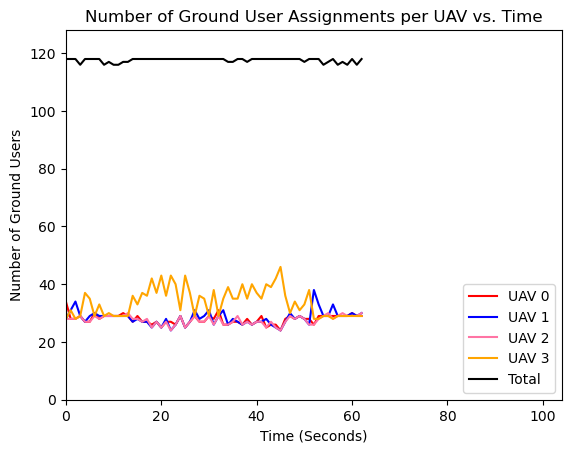 Number of Ground User Assignments per UAV vs. Time
Number of Ground Users
120
100
80
60
40
20
0
0 20 40 60 80 100
Time (Seconds)
UAV 0
UAV 1
UAV 2
UAV 3
Total